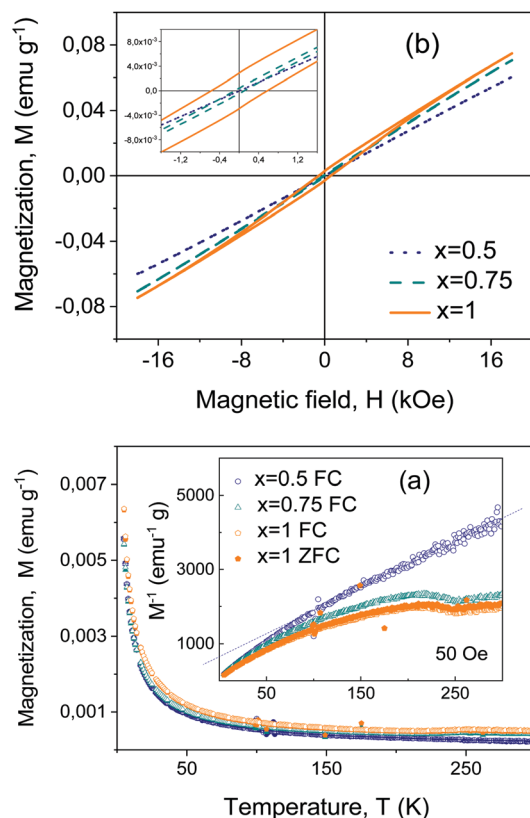 Magnetization, M (emu g⁻¹)
0,08
0,04
0,00
-0,04
-0,08
8,0x10⁻³
4,0x10⁻³
0,0
-4,0x10⁻³
-8,0x10⁻³
-1,2 -0,4 0,4 1,2
(b)
x=0.5
x=0.75
x=1
-16 -8 0 8 16
Magnetic field, H (kOe)
Magnetization, M (emu g⁻¹)
0,007
0,005
0,003
0,001
M⁻¹ (emu⁻¹ g)
5000
3000
1000
x=0.5 FC
x=0.75 FC
x=1 FC
x=1 ZFC
(a)
50 Oe
50 150 250
50 150 250
Temperature, T (K)